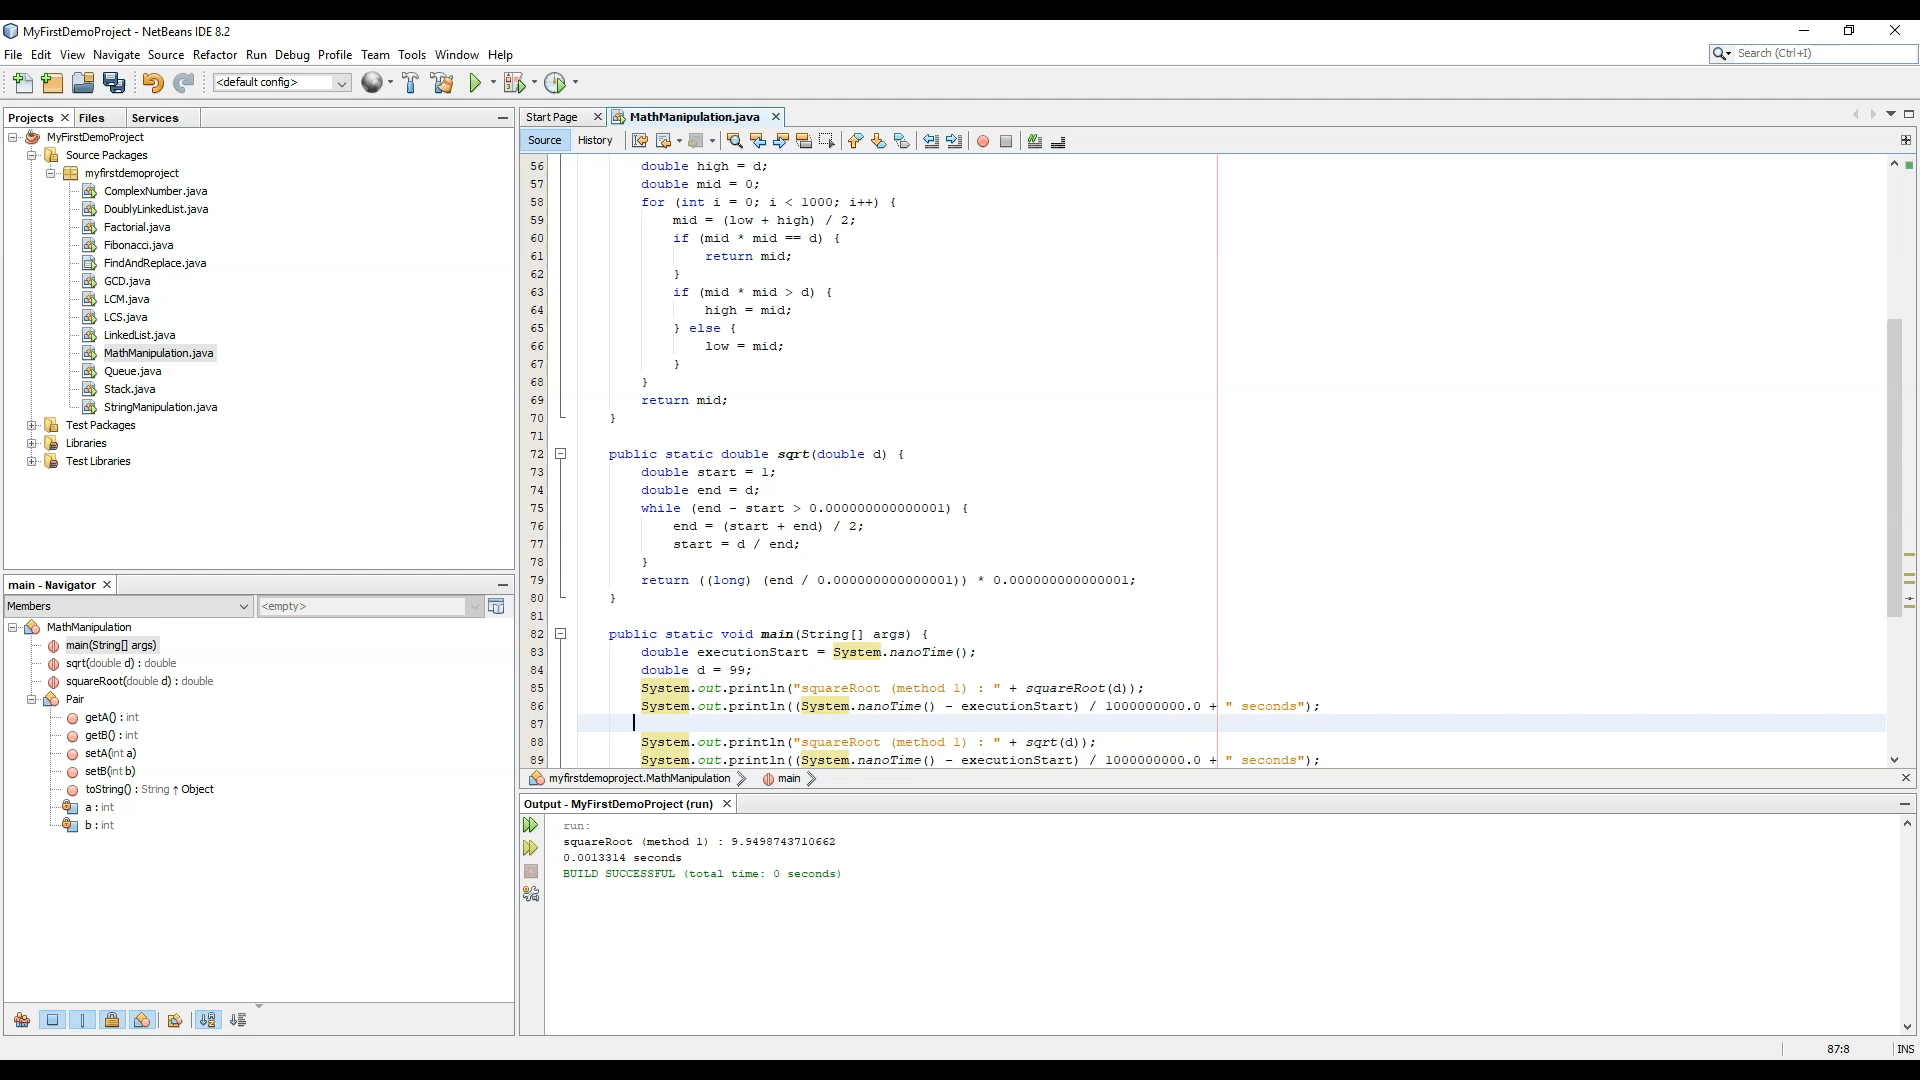 MyFirstDemoProject - NetBeans IDE 8.2
File Edit View Navigate Source Refactor Run Debug Profile Team Tools Window Help
Search (Ctrl+I)
<default config>
Projects Files Services
MyFirstDemoProject
Source Packages
myfirstdemoproject
ComplexNumber.java
DoublyLinkedList.java
Factorial.java
Fibonacci.java
FindAndReplace.java
GCD.java
LCM.java
LCS.java
LinkedList.java
MathManipulation.java
Queue.java
Stack.java
StringManipulation.java
Test Packages
Libraries
Test Libraries
main - Navigator
Members <empty>
MathManipulation
main(String[] args)
sqrt(double d) : double
squareRoot(double d) : double
Pair
getA() : int
getB() : int
setA(int a)
setB(int b)
toString() : String ↑ Object
a : int
b : int
Start Page MathManipulation.java
Source History
56 double high = d;
57 double mid = 0;
58 for (int i = 0; i < 1000; i++) {
59 mid = (low + high) / 2;
60 if (mid * mid == d) {
61 return mid;
62 }
63 if (mid * mid > d) {
64 high = mid;
65 } else {
66 low = mid;
67 }
68 }
69 return mid;
70 }
71
72 public static double sqrt(double d) {
73 double start = 1;
74 double end = d;
75 while (end - start > 0.000000000000001) {
76 end = (start + end) / 2;
77 start = d / end;
78 }
79 return ((long) (end / 0.000000000000001)) * 0.000000000000001;
80 }
81
82 public static void main(String[] args) {
83 double executionStart = System.nanoTime();
84 double d = 99;
85 System.out.println("squareRoot (method 1) : " + squareRoot(d));
86 System.out.println((System.nanoTime() - executionStart) / 1000000000.0 + " seconds");
87
88 System.out.println("squareRoot (method 1) : " + sqrt(d));
89 System.out.println((System.nanoTime() - executionStart) / 1000000000.0 + " seconds");
myfirstdemoproject.MathManipulation main
Output - MyFirstDemoProject (run)
run:
squareRoot (method 1) : 9.9498743710662
0.0013314 seconds
BUILD SUCCESSFUL (total time: 0 seconds)
87:8 INS